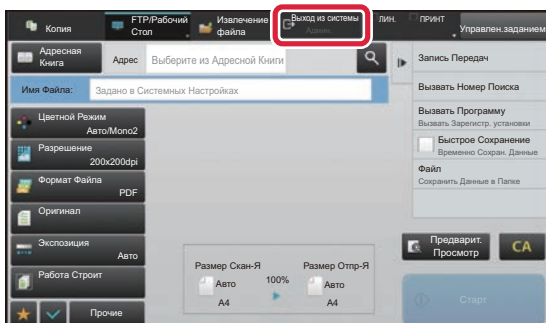 Копия
FTP/Рабочий
Стол
Извлечение
файла
Выход из системы
Админ.
ЛИН.
ПРИНТ
Управлен.заданием
Адресная
Книга
Адрес
Выберите из Адресной Книги
Имя Файла:
Задано в Системных Настройках
Цветной Режим
Авто/Mono2
Разрешение
200x200dpi
Формат Файла
PDF
Оригинал
Экспозиция
Авто
Работа Строит
Прочие
Размер Скан-Я
Авто
A4
100%
Размер Отпр-Я
Авто
A4
Запись Передач
Вызвать Номер Поиска
Вызвать Программу
Вызвать Зарегистр. установки
Быстрое Сохранение
Временно Сохран. Данные
Файл
Сохранить Данные в Папке
Предварит.
Просмотр
CA
Старт